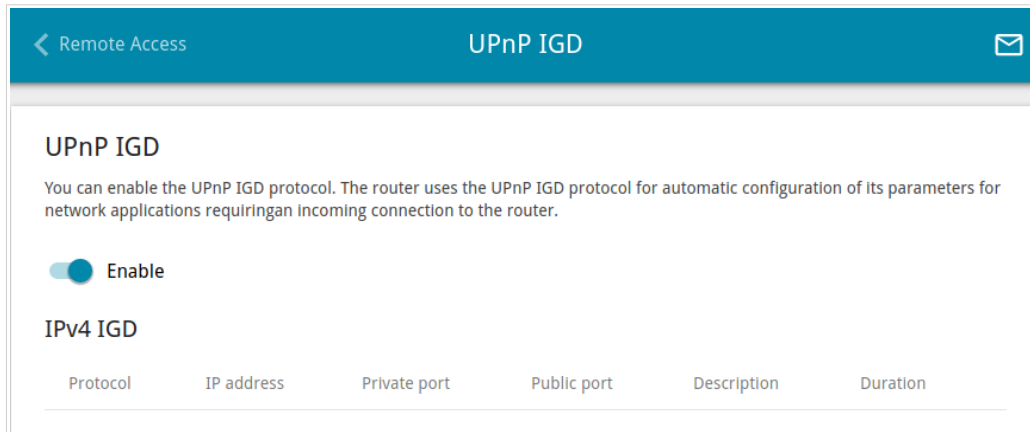 Remote Access UPnP IGD
UPnP IGD
You can enable the UPnP IGD protocol. The router uses the UPnP IGD protocol for automatic configuration of its parameters for
network applications requiringan incoming connection to the router.
Enable
IPv4 IGD
Protocol IP address Private port Public port Description Duration